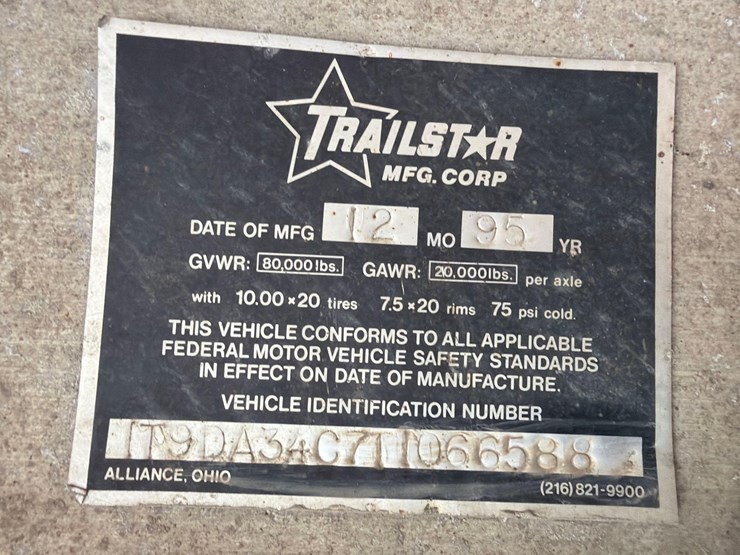 TRAILSTAR
MFG. CORP
DATE OF MFG 12 MO 95 YR
GVWR: 80,000 lbs. GAWR: 20,000 lbs. per axle
with 10.00 × 20 tires 7.5 × 20 rims 75 psi cold.
THIS VEHICLE CONFORMS TO ALL APPLICABLE
FEDERAL MOTOR VEHICLE SAFETY STANDARDS
IN EFFECT ON DATE OF MANUFACTURE.
VEHICLE IDENTIFICATION NUMBER
ALLIANCE, OHIO (216) 821-9900